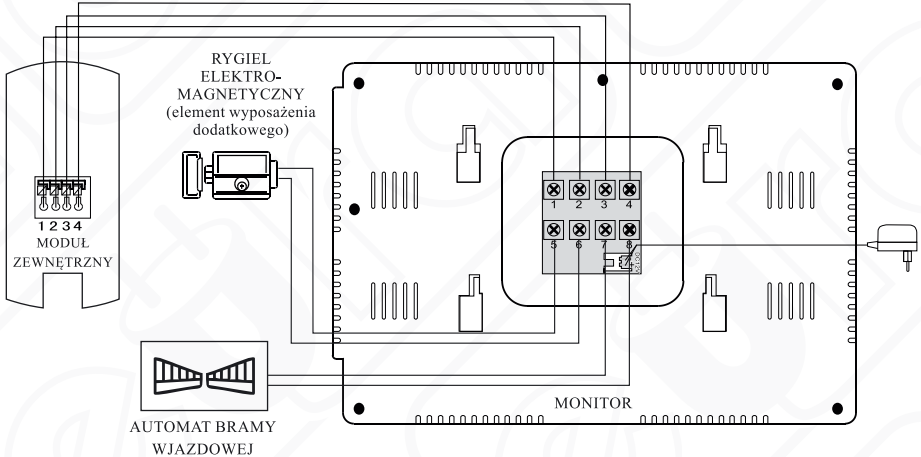 RYGIEL
ELEKTRO-
MAGNETYCZNY
(element wyposażenia
dodatkowego)
1 2 3 4
MODUŁ
ZEWNĘTRZNY
1 2 3 4
5 6 7 8
DC12V
AUTOMAT BRAMY
WJAZDOWEJ
MONITOR